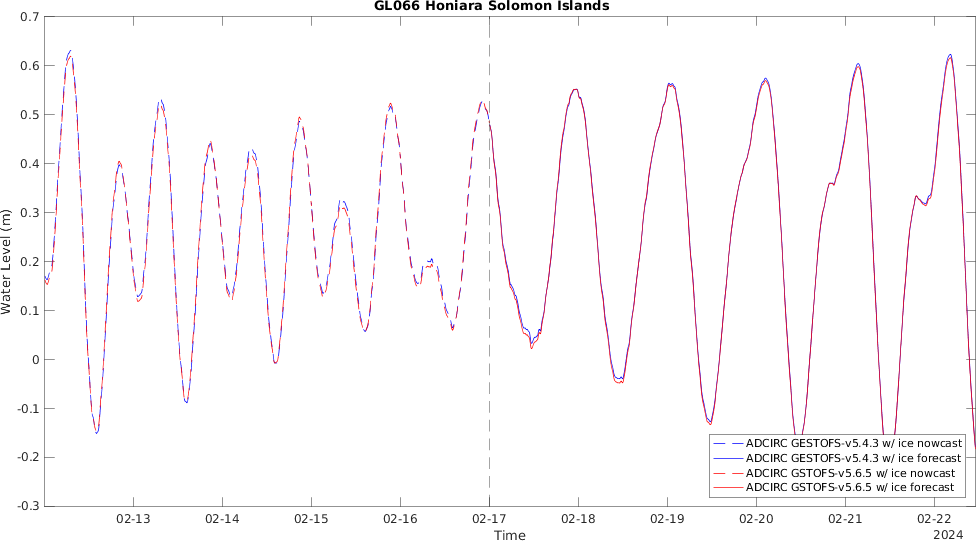 GL066 Honiara Solomon Islands
Water Level (m)
0.7
0.6
0.5
0.4
0.3
0.2
0.1
0
-0.1
-0.2
-0.3
ADCIRC GESTOFS-v5.4.3 w/ ice nowcast
ADCIRC GESTOFS-v5.4.3 w/ ice forecast
ADCIRC GSTOFS-v5.6.5 w/ ice nowcast
ADCIRC GSTOFS-v5.6.5 w/ ice forecast
02-13 02-14 02-15 02-16 02-17 02-18 02-19 02-20 02-21 02-22
Time
2024